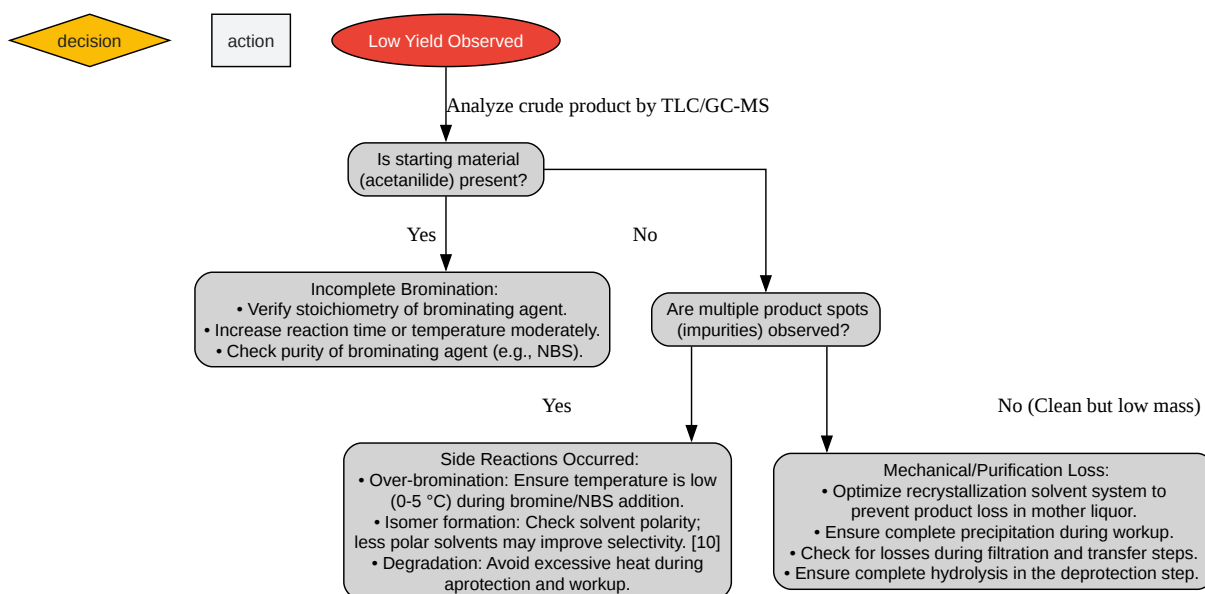 decision
action
Low Yield Observed
Analyze crude product by TLC/GC-MS
Is starting material
(acetanilide) present?
Yes
No
Incomplete Bromination:
• Verify stoichiometry of brominating agent.
• Increase reaction time or temperature moderately.
• Check purity of brominating agent (e.g., NBS).
Are multiple product spots
(impurities) observed?
Yes
No (Clean but low mass)
Side Reactions Occurred:
• Over-bromination: Ensure temperature is low
(0-5 °C) during bromine/NBS addition.
• Isomer formation: Check solvent polarity;
less polar solvents may improve selectivity. [10]
• Degradation: Avoid excessive heat during
aprotection and workup.
Mechanical/Purification Loss:
• Optimize recrystallization solvent system to
prevent product loss in mother liquor.
• Ensure complete precipitation during workup.
• Check for losses during filtration and transfer steps.
• Ensure complete hydrolysis in the deprotection step.